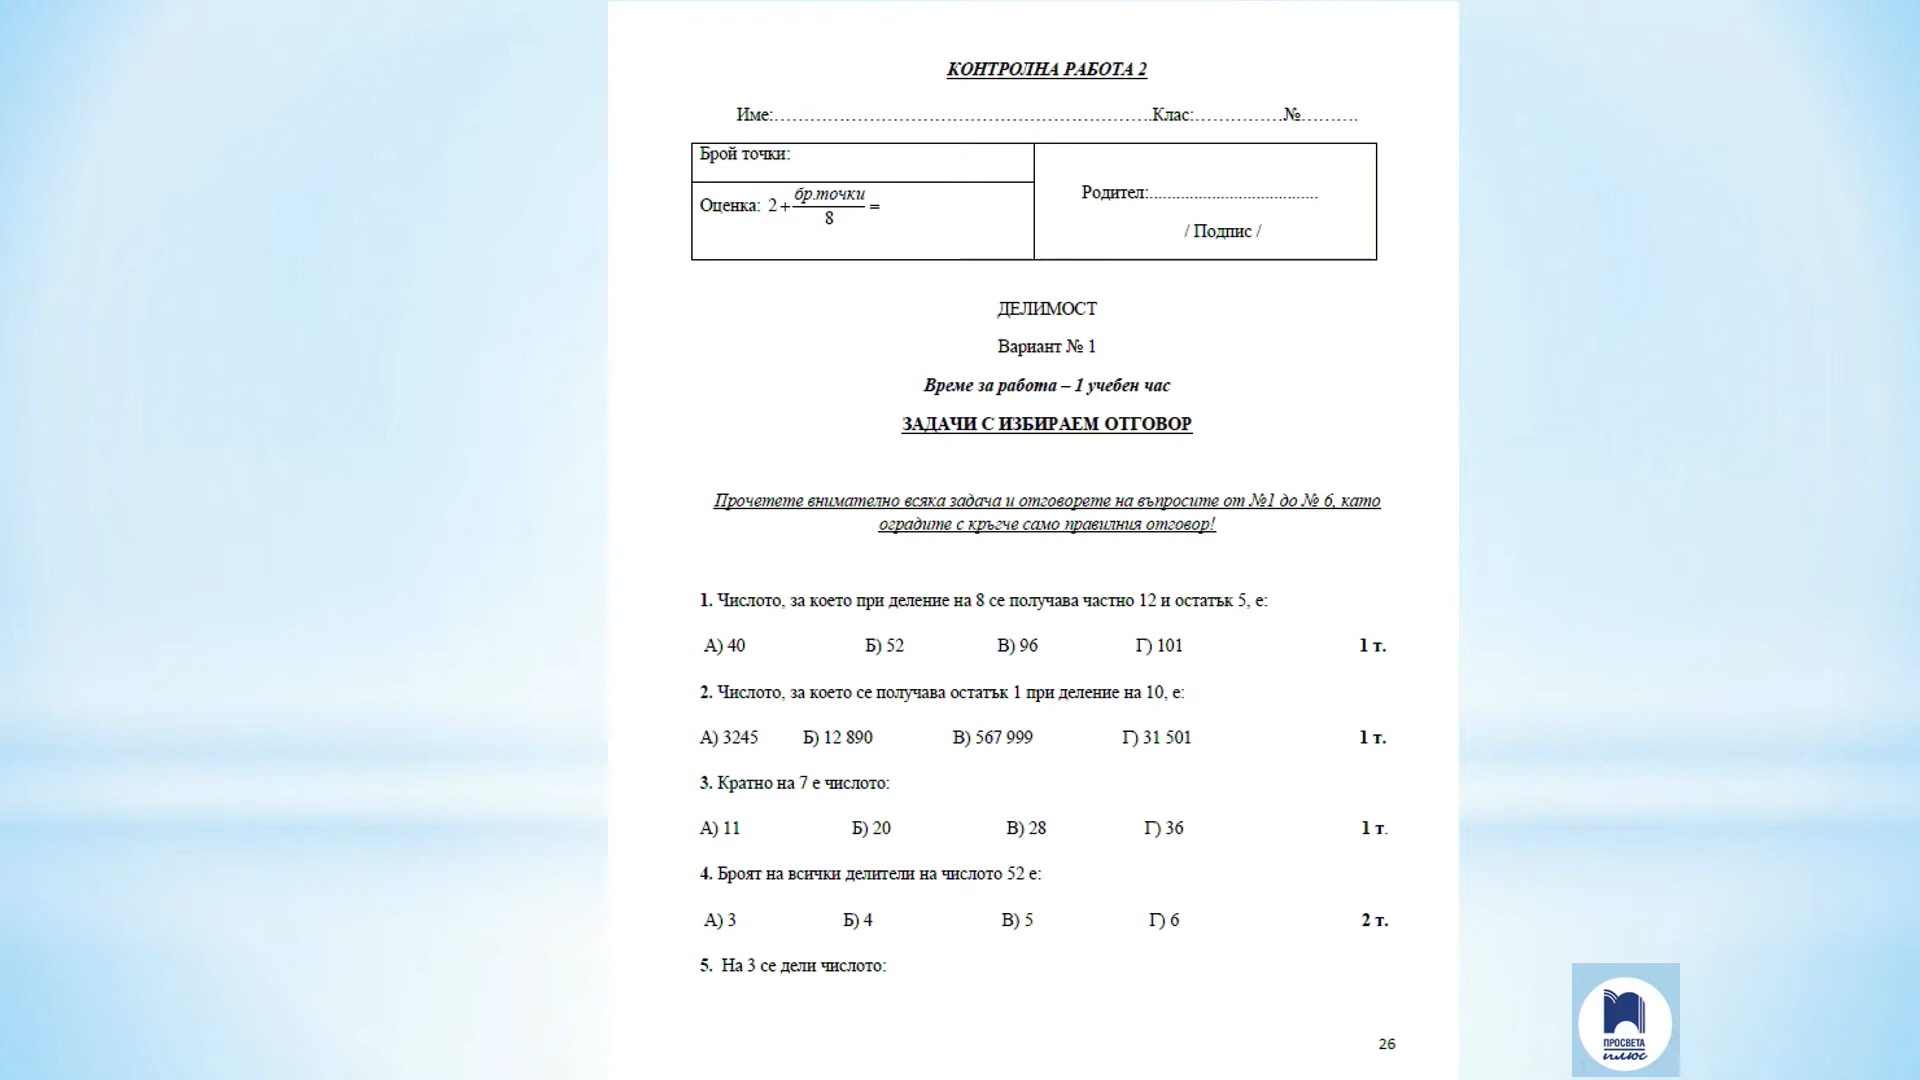 КОНТРОЛНА РАБОТА 2
Име:……………………………………………………….Клас:……………№……….
Брой точки:
Оценка: 2 + бр.точки / 8 =
Родител:.....................................
/ Подпис /
ДЕЛИМОСТ
Вариант № 1
Време за работа – 1 учебен час
ЗАДАЧИ С ИЗБИРАЕМ ОТГОВОР
Прочетете внимателно всяка задача и отговорете на въпросите от №1 до № 6, като
оградите с кръгче само правилния отговор!
1. Числото, за което при деление на 8 се получава частно 12 и остатък 5, е:
А) 40 Б) 52 В) 96 Г) 101 1 т.
2. Числото, за което се получава остатък 1 при деление на 10, е:
А) 3245 Б) 12 890 В) 567 999 Г) 31 501 1 т.
3. Кратно на 7 е числото:
А) 11 Б) 20 В) 28 Г) 36 1 т.
4. Броят на всички делители на числото 52 е:
А) 3 Б) 4 В) 5 Г) 6 2 т.
5. На 3 се дели числото:
26
ПРОСВЕТА
плюс